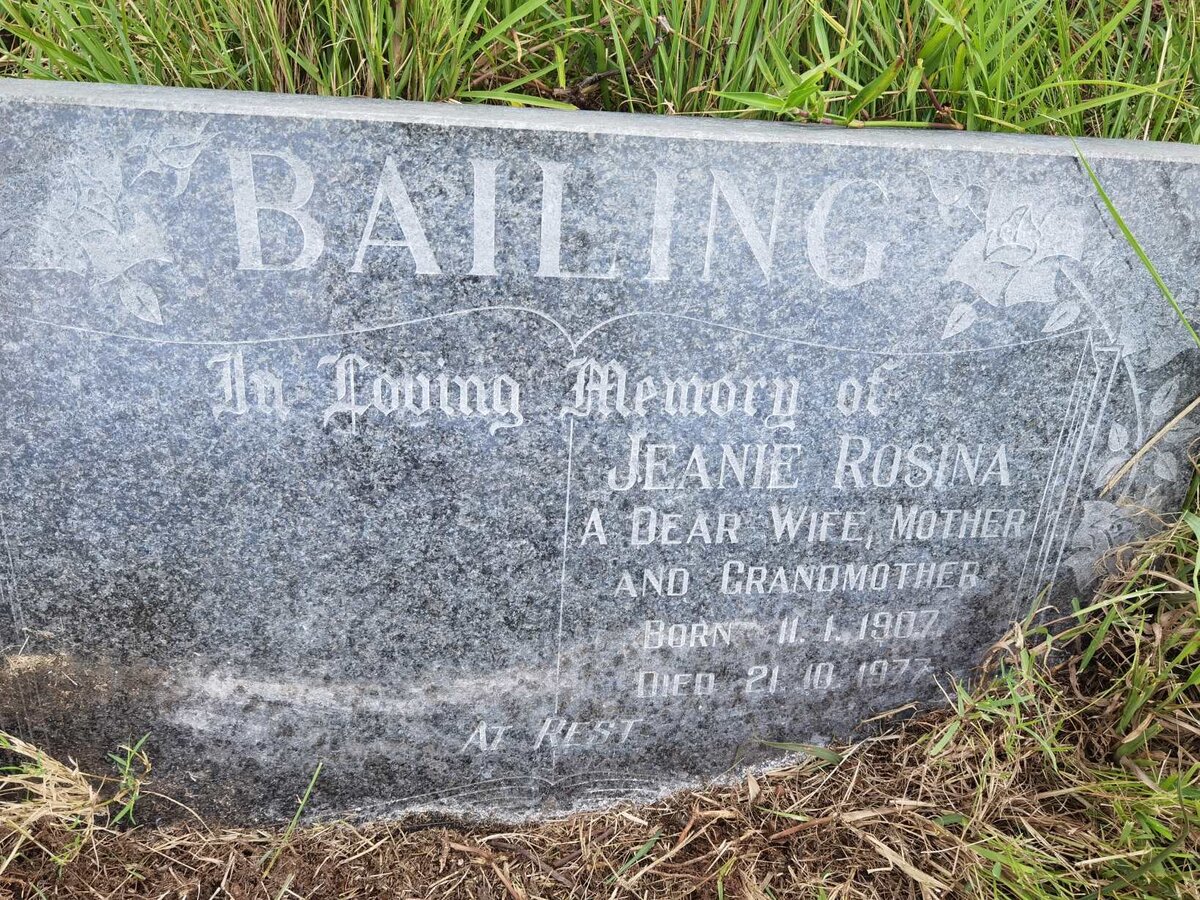 BAILING
In Loving Memory of
JEANIE ROSINA
A DEAR WIFE, MOTHER
AND GRANDMOTHER
BORN 11. 1. 1907.
DIED 21. 10. 1977.
AT REST